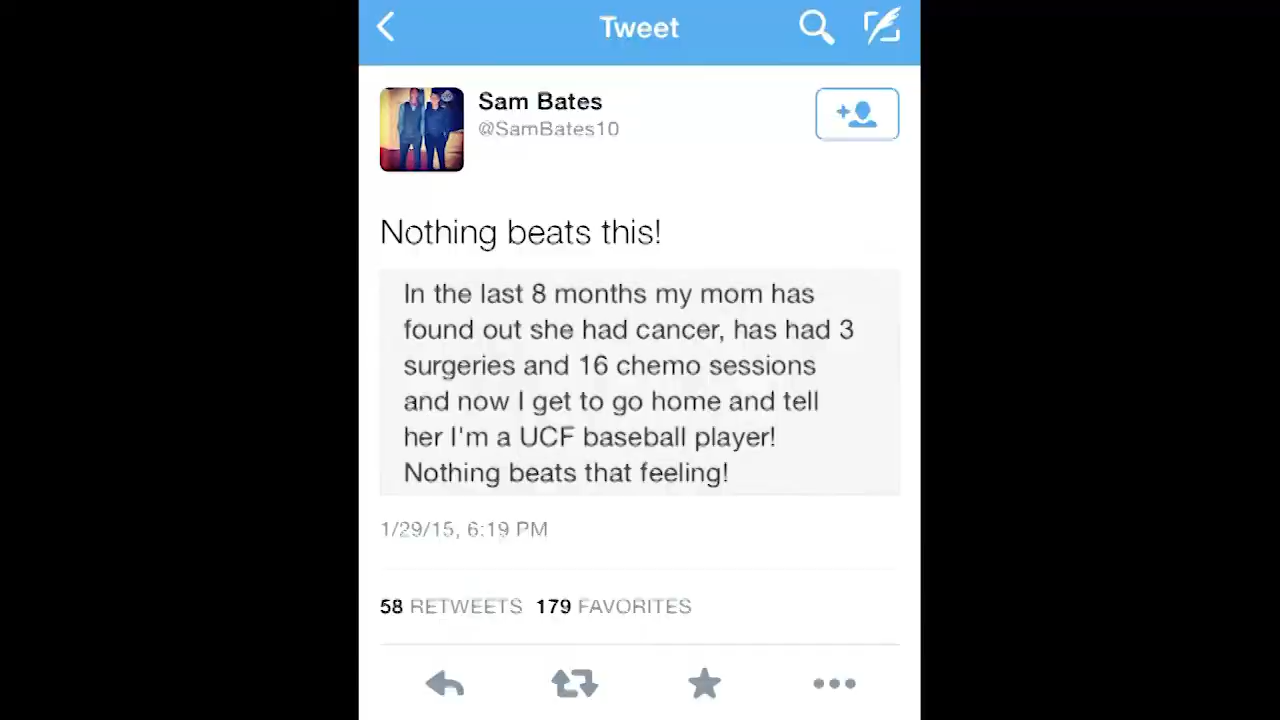 Tweet
Sam Bates
@SamBates10
Nothing beats this!
In the last 8 months my mom has
found out she had cancer, has had 3
surgeries and 16 chemo sessions
and now I get to go home and tell
her I'm a UCF baseball player!
Nothing beats that feeling!
1/29/15, 6:19 PM
58 RETWEETS 179 FAVORITES